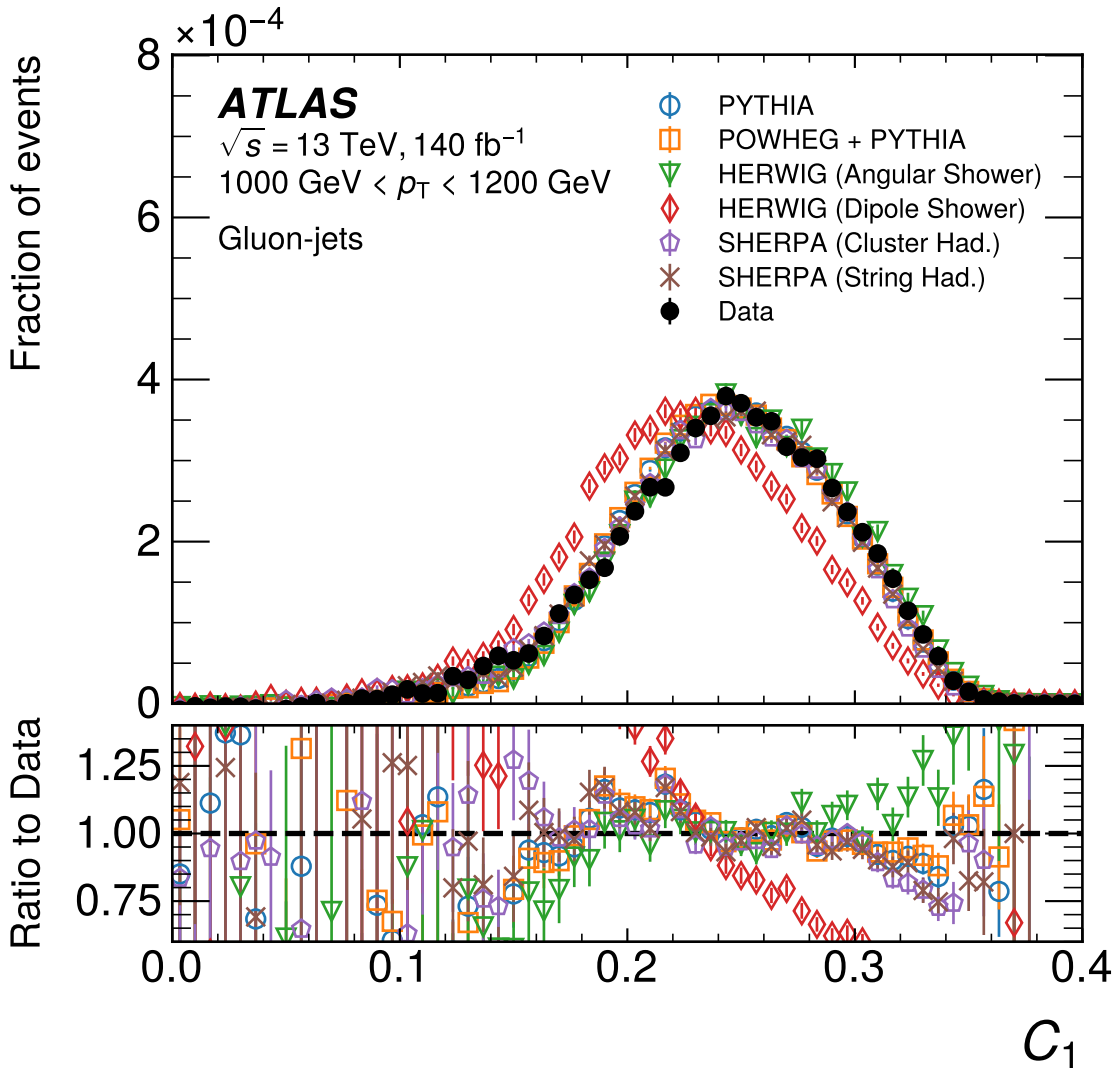 ×10⁻⁴
Fraction of events
8
6
4
2
0
ATLAS
√s = 13 TeV, 140 fb⁻¹
1000 GeV < pT < 1200 GeV
Gluon-jets
PYTHIA
POWHEG + PYTHIA
HERWIG (Angular Shower)
HERWIG (Dipole Shower)
SHERPA (Cluster Had.)
SHERPA (String Had.)
Data
Ratio to Data
1.25
1.00
0.75
0.0 0.1 0.2 0.3 0.4
C₁